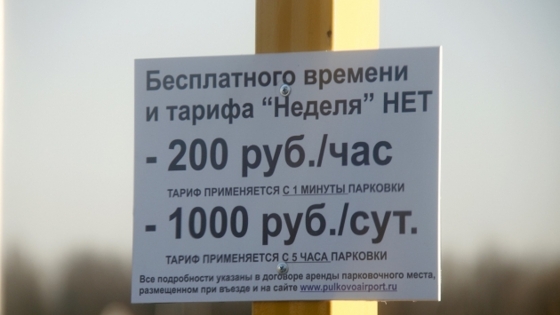 Бесплатного времени
и тарифа “Неделя” НЕТ
- 200 руб./час
ТАРИФ ПРИМЕНЯЕТСЯ С 1 МИНУТЫ ПАРКОВКИ
- 1000 руб./сут.
ТАРИФ ПРИМЕНЯЕТСЯ С 5 ЧАСА ПАРКОВКИ
Все подробности указаны в договоре аренды парковочного места,
размещенном при въезде и на сайте www.pulkovoairport.ru